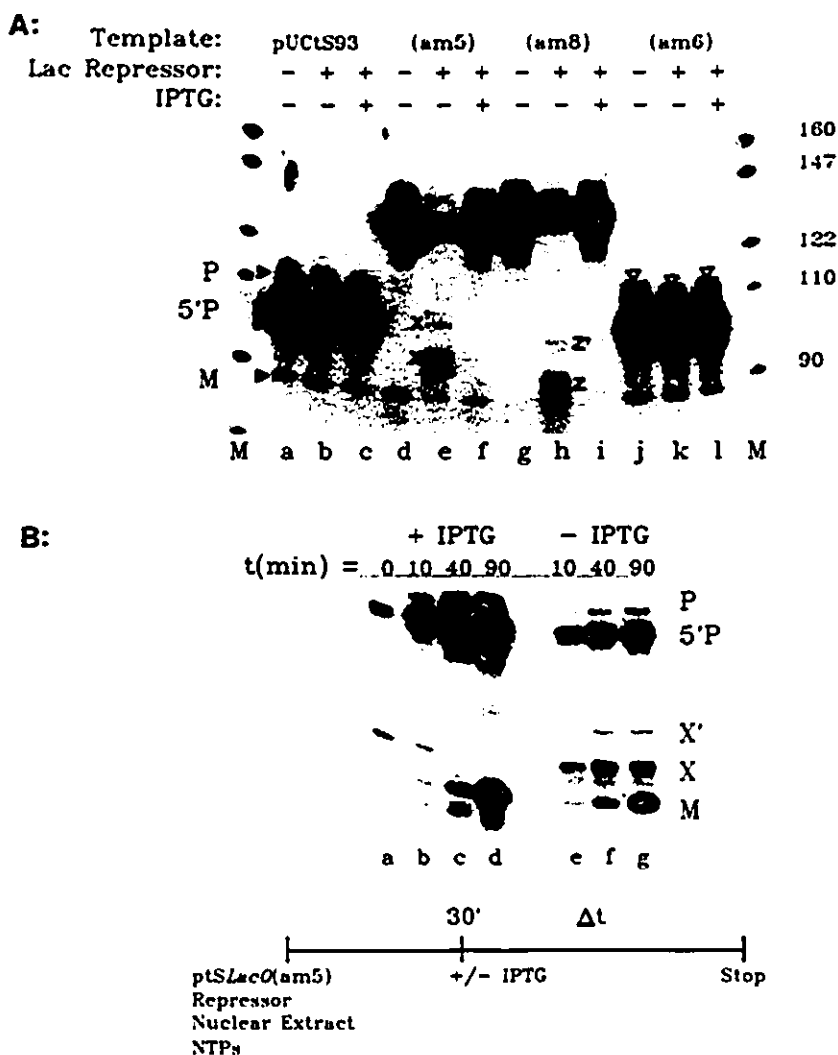 A:
Template: pUCtS93 (am5) (am8) (am6)
Lac Repressor: - + + - + + - + + - + +
IPTG: - - + - - + - - + - - +
160
147
122
P 110
5'P
90
M
X'
X
Z'
Z
M a b c d e f g h i j k l M
B:
+ IPTG - IPTG
t(min) = 0 10 40 90 10 40 90
P
5'P
X'
X
M
a b c d e f g
30' Δt
ptSLacO(am5) +/- IPTG Stop
Repressor
Nuclear Extract
NTPs